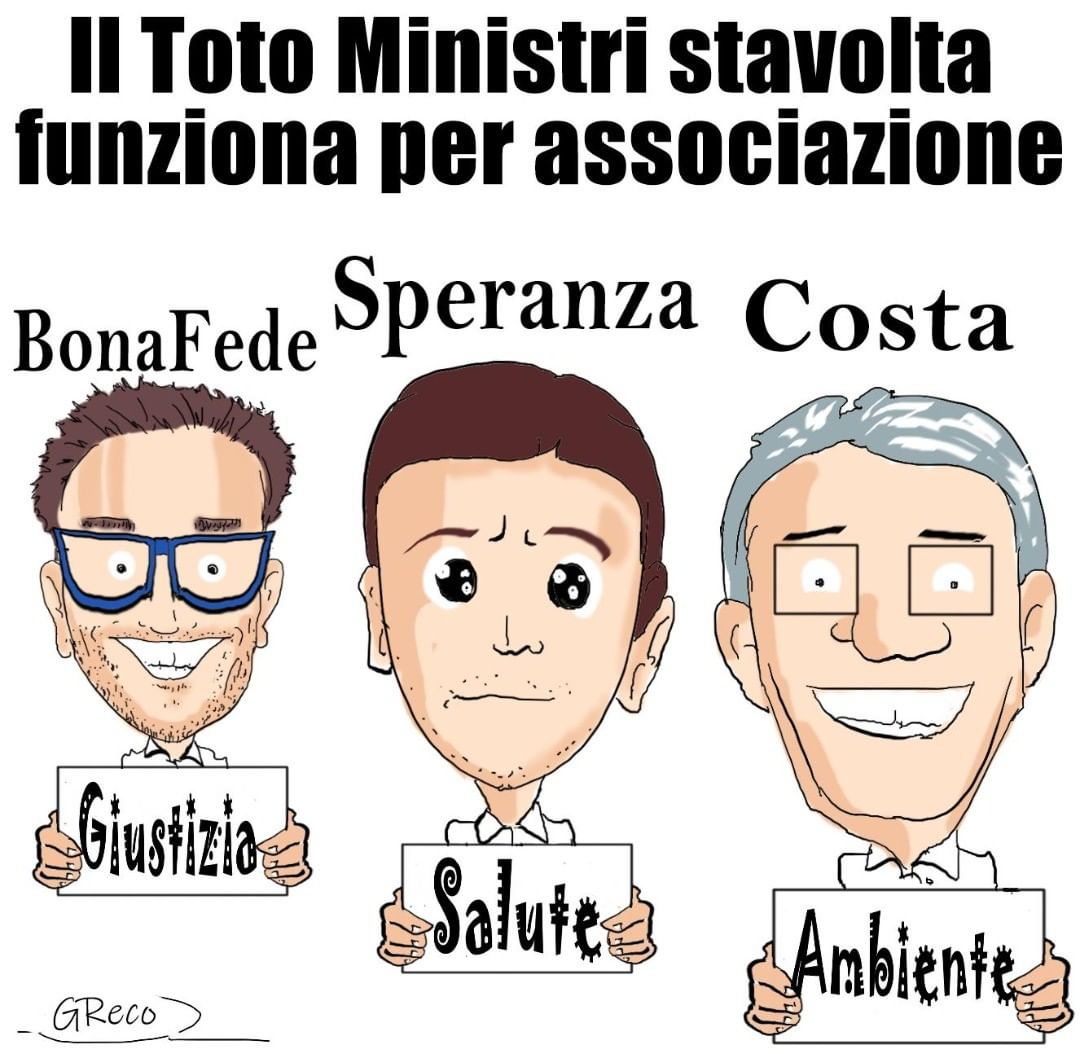 Il Toto Ministri stavolta
funziona per associazione
BonaFede
Speranza
Costa
Giustizia
Salute
Ambiente
GReco